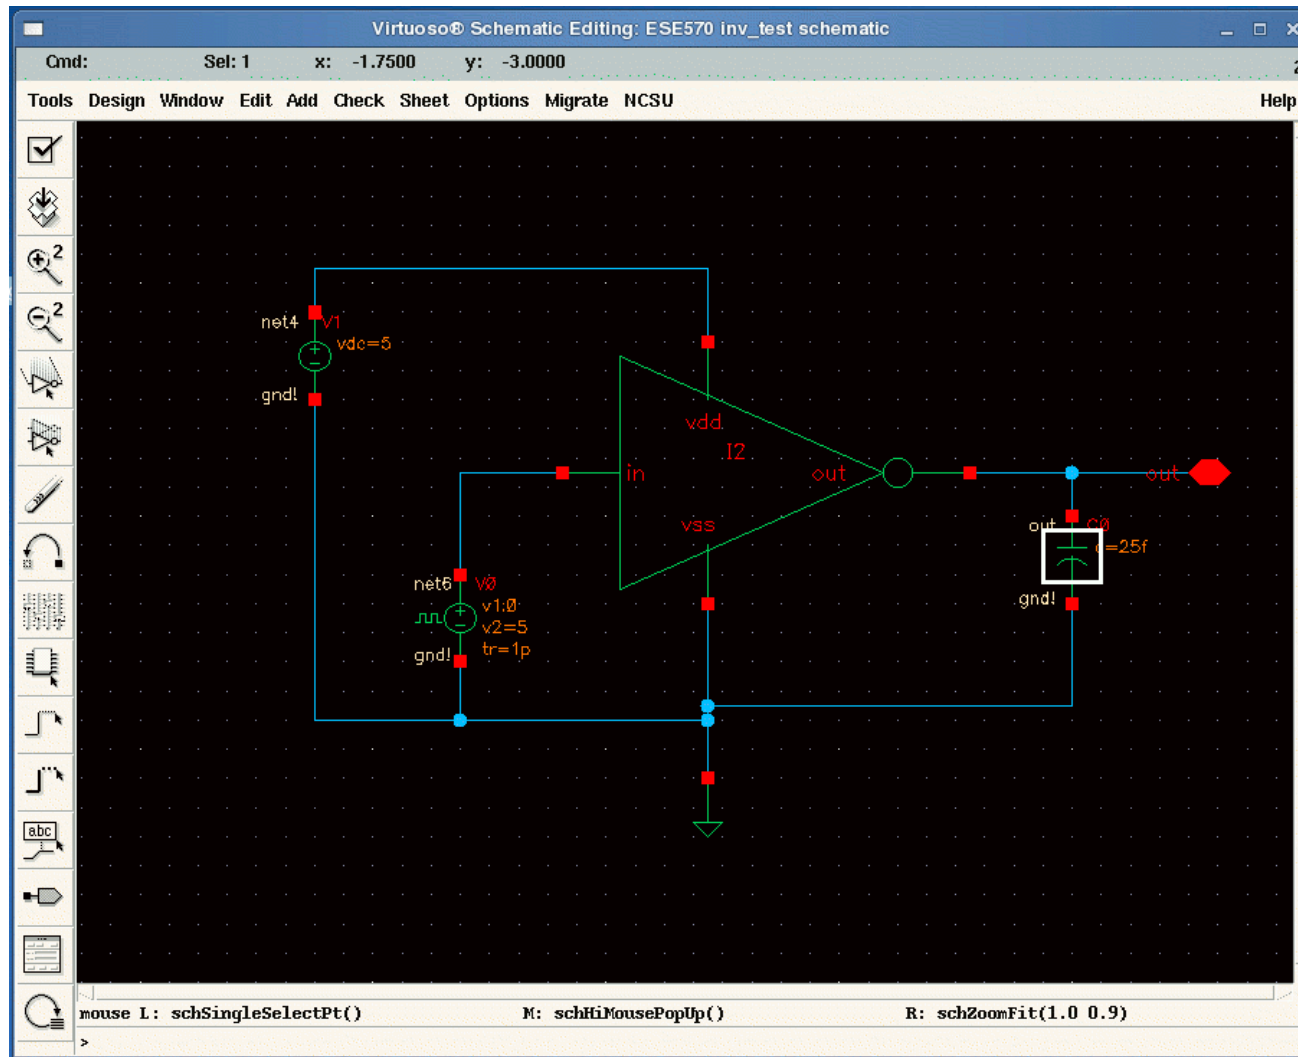 Virtuoso® Schematic Editing: ESE570 inv_test schematic
Cmd: Sel: 1 x: -1.7500 y: -3.0000 2
Tools Design Window Edit Add Check Sheet Options Migrate NCSU Help
2
2
abc
net4 V1
vdc=5
gnd!
vdd
I2
in out out
vss
out C0
c=25f
net6 V0
v1:0
v2=5
gnd! tr=1p
gnd!
mouse L: schSingleSelectPt() M: schHiMousePopUp() R: schZoomFit(1.0 0.9)
>